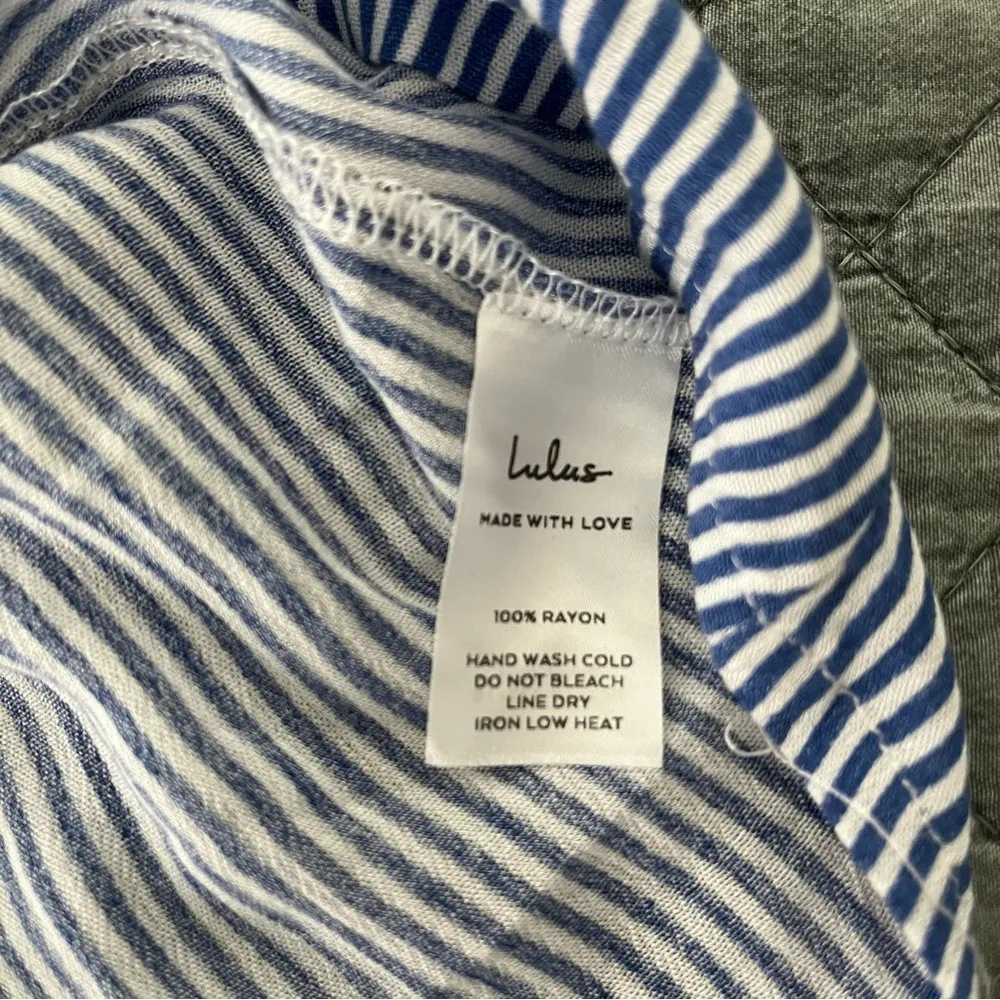 Lulus
MADE WITH LOVE
100% RAYON
HAND WASH COLD
DO NOT BLEACH
LINE DRY
IRON LOW HEAT